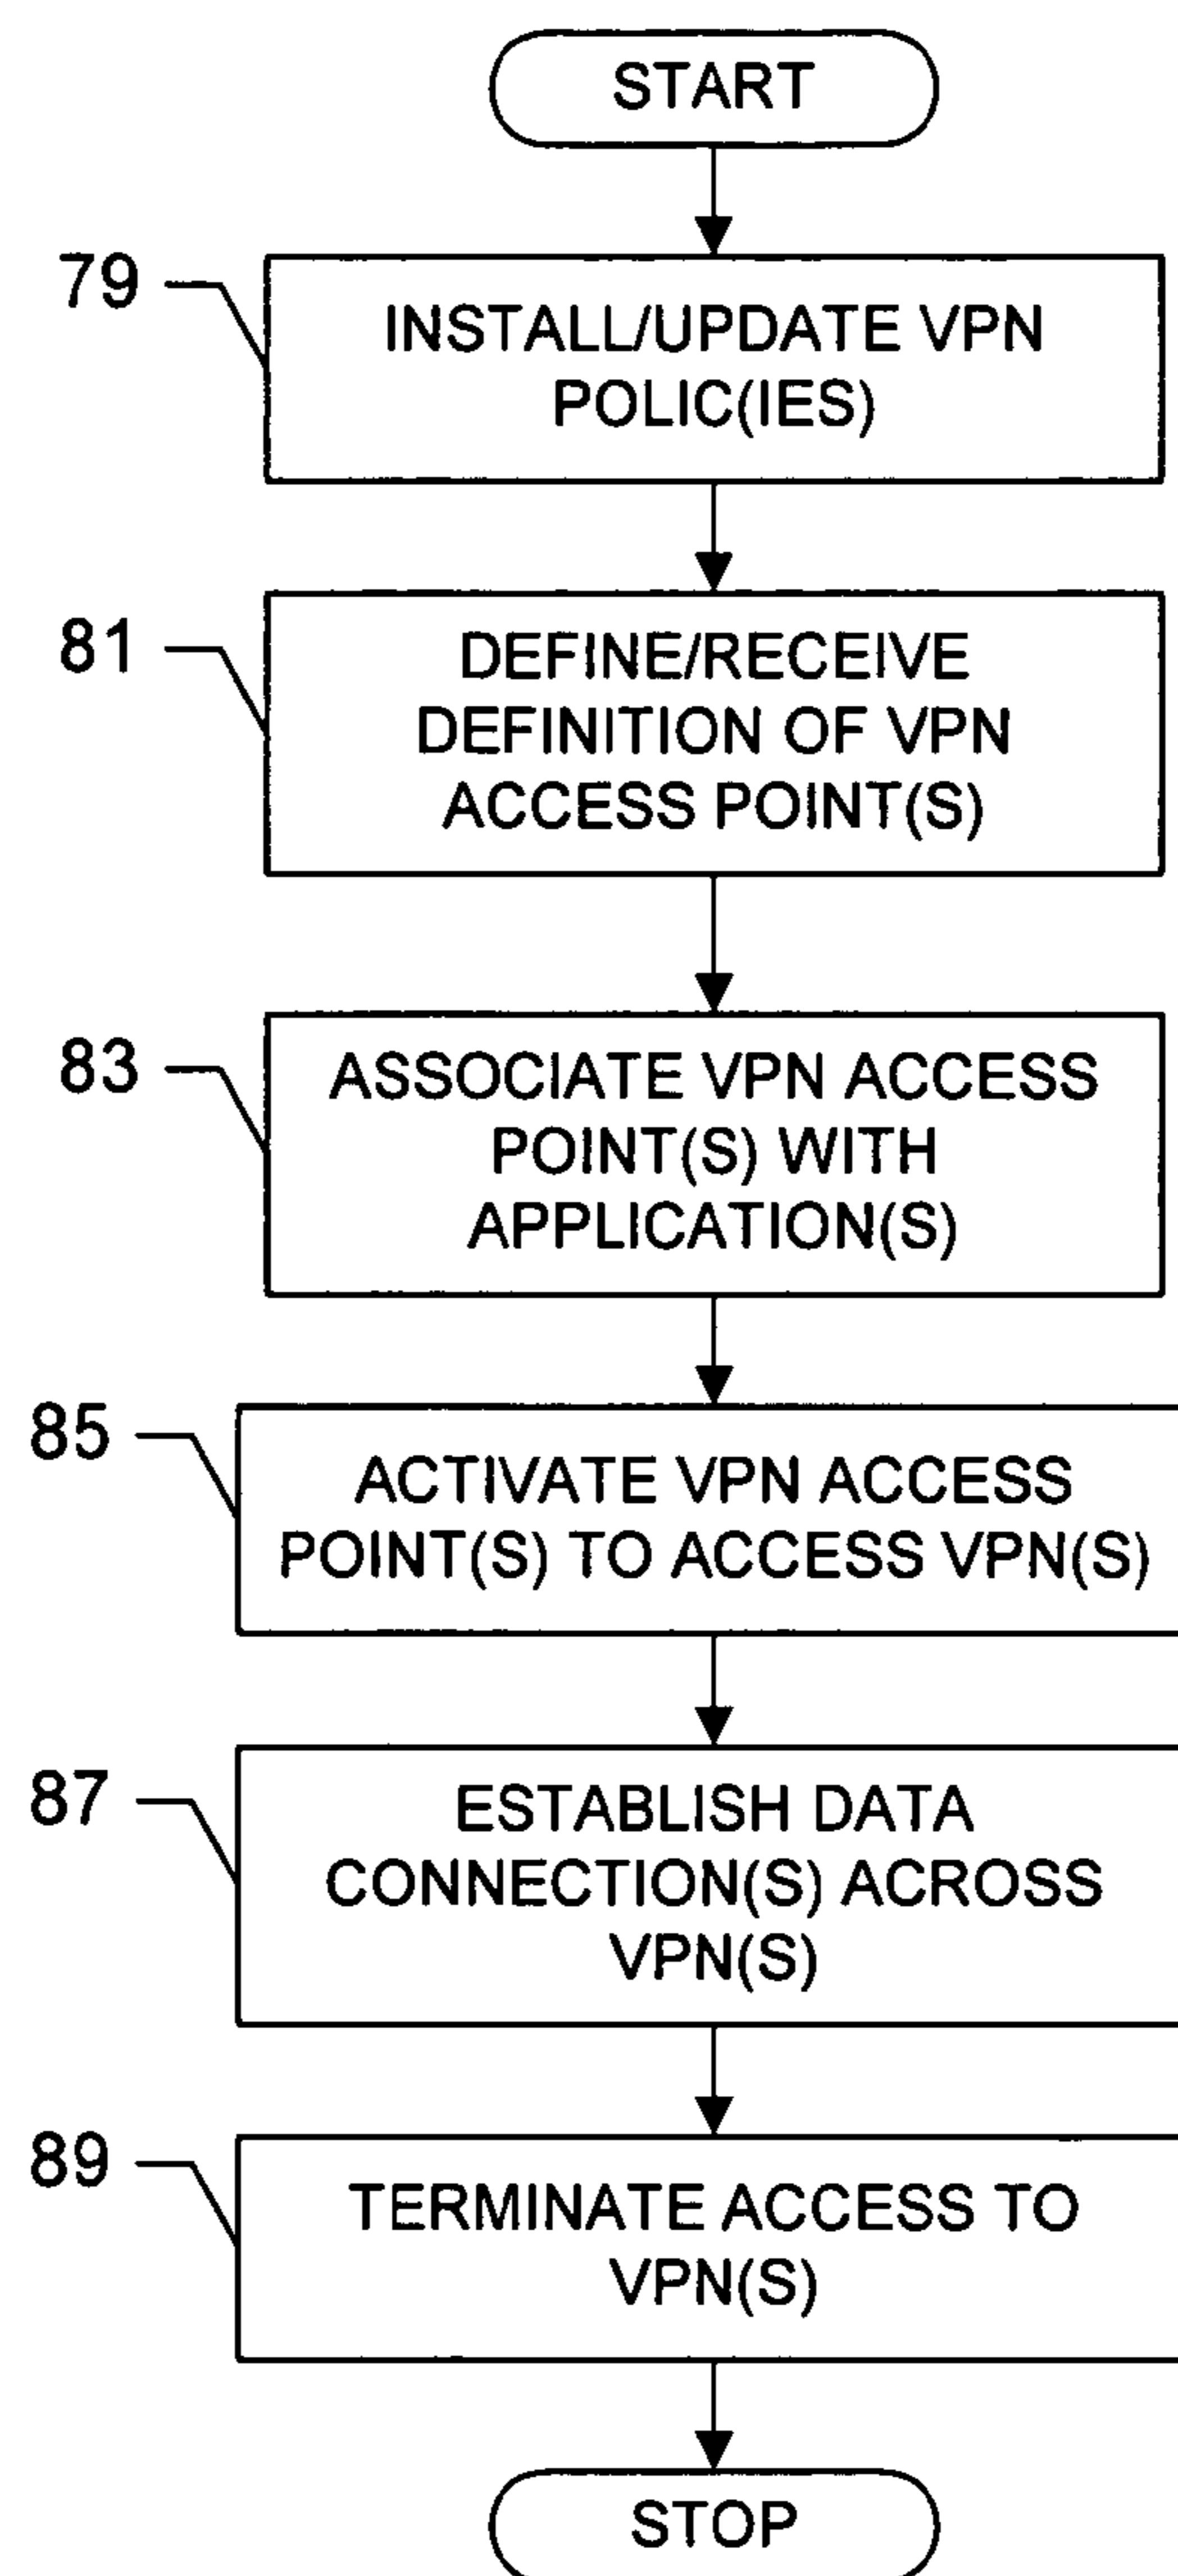 START
79
INSTALL/UPDATE VPN
POLIC(IES)
81
DEFINE/RECEIVE
DEFINITION OF VPN
ACCESS POINT(S)
83
ASSOCIATE VPN ACCESS
POINT(S) WITH
APPLICATION(S)
85
ACTIVATE VPN ACCESS
POINT(S) TO ACCESS VPN(S)
87
ESTABLISH DATA
CONNECTION(S) ACROSS
VPN(S)
89
TERMINATE ACCESS TO
VPN(S)
STOP